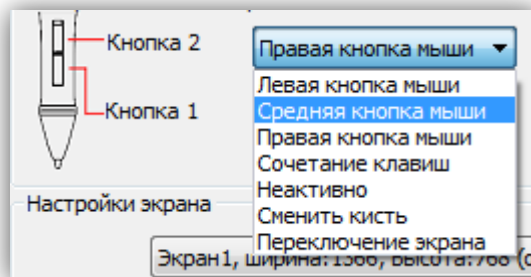 Кнопка 2
Правая кнопка мыши
Левая кнопка мыши
Средняя кнопка мыши
Кнопка 1
Правая кнопка мыши
Сочетание клавиш
Неактивно
Настройки экрана
Сменить кисть
Переключение экрана
Экран1, ширина:1366, высота:768 (